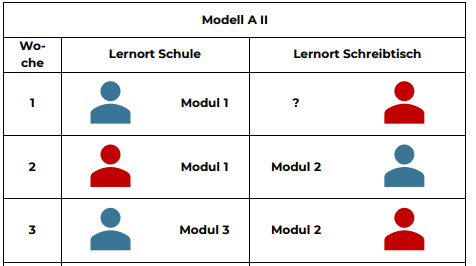 Modell A II
Wo-
che
Lernort Schule
Lernort Schreibtisch
1
Modul 1
?
2
Modul 1
Modul 2
3
Modul 3
Modul 2